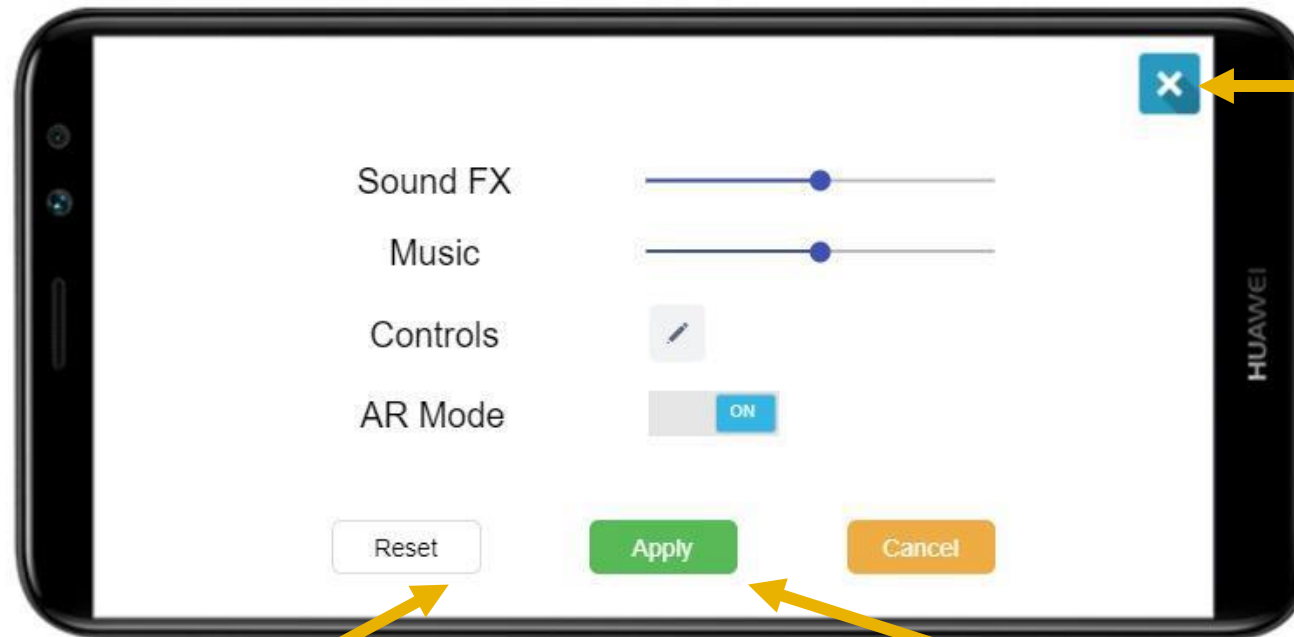 Sound FX
Music
Controls
AR Mode
ON
Reset
Apply
Cancel
HUAWEI